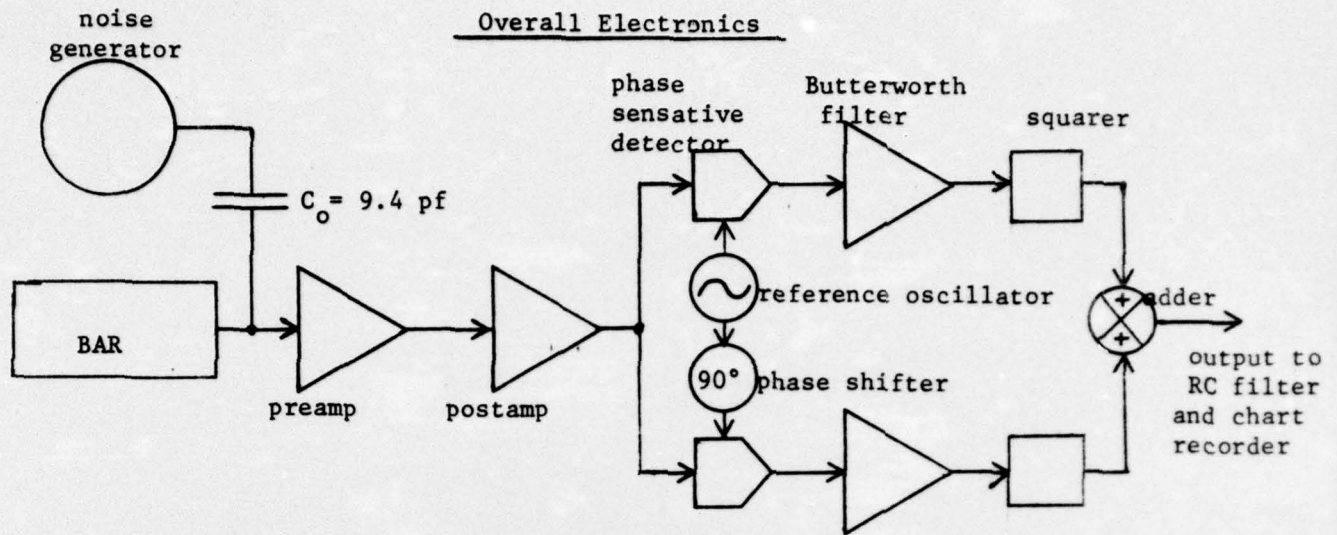 Overall Electronics
noise
generator
C_o= 9.4 pf
BAR
preamp
postamp
phase
sensative
detector
Butterworth
filter
squarer
reference oscillator
90° phase shifter
+
+
adder
output to
RC filter
and chart
recorder